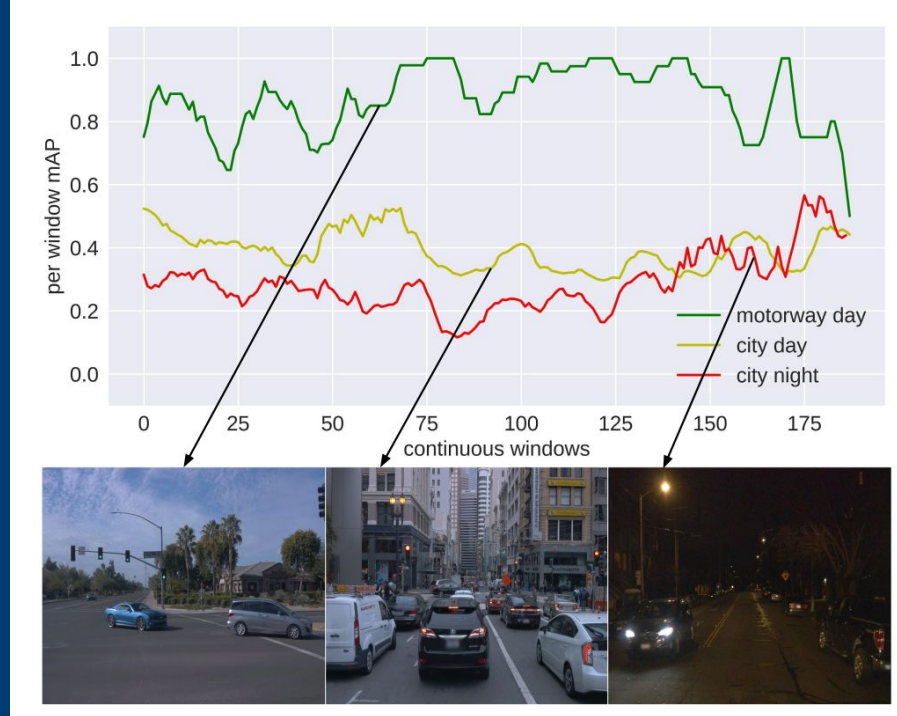 1.0
0.8
0.6
0.4
0.2
0.0
per window mAP
motorway day
city day
city night
0 25 50 75 100 125 150 175
continuous windows